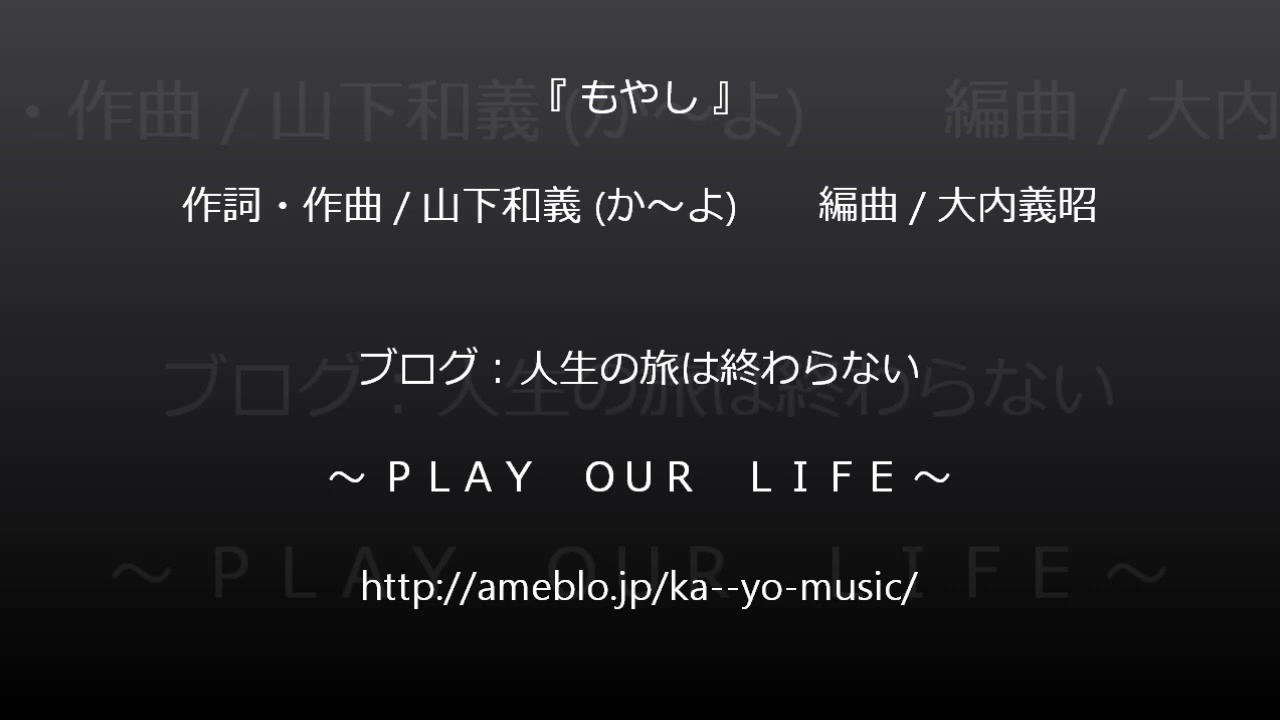 『 もやし 』
作詞・作曲 / 山下和義 (か～よ)　　編曲 / 大内義昭
ブログ : 人生の旅は終わらない
～ ＰＬＡＹ　ＯＵＲ　ＬＩＦＥ ～
http://ameblo.jp/ka--yo-music/